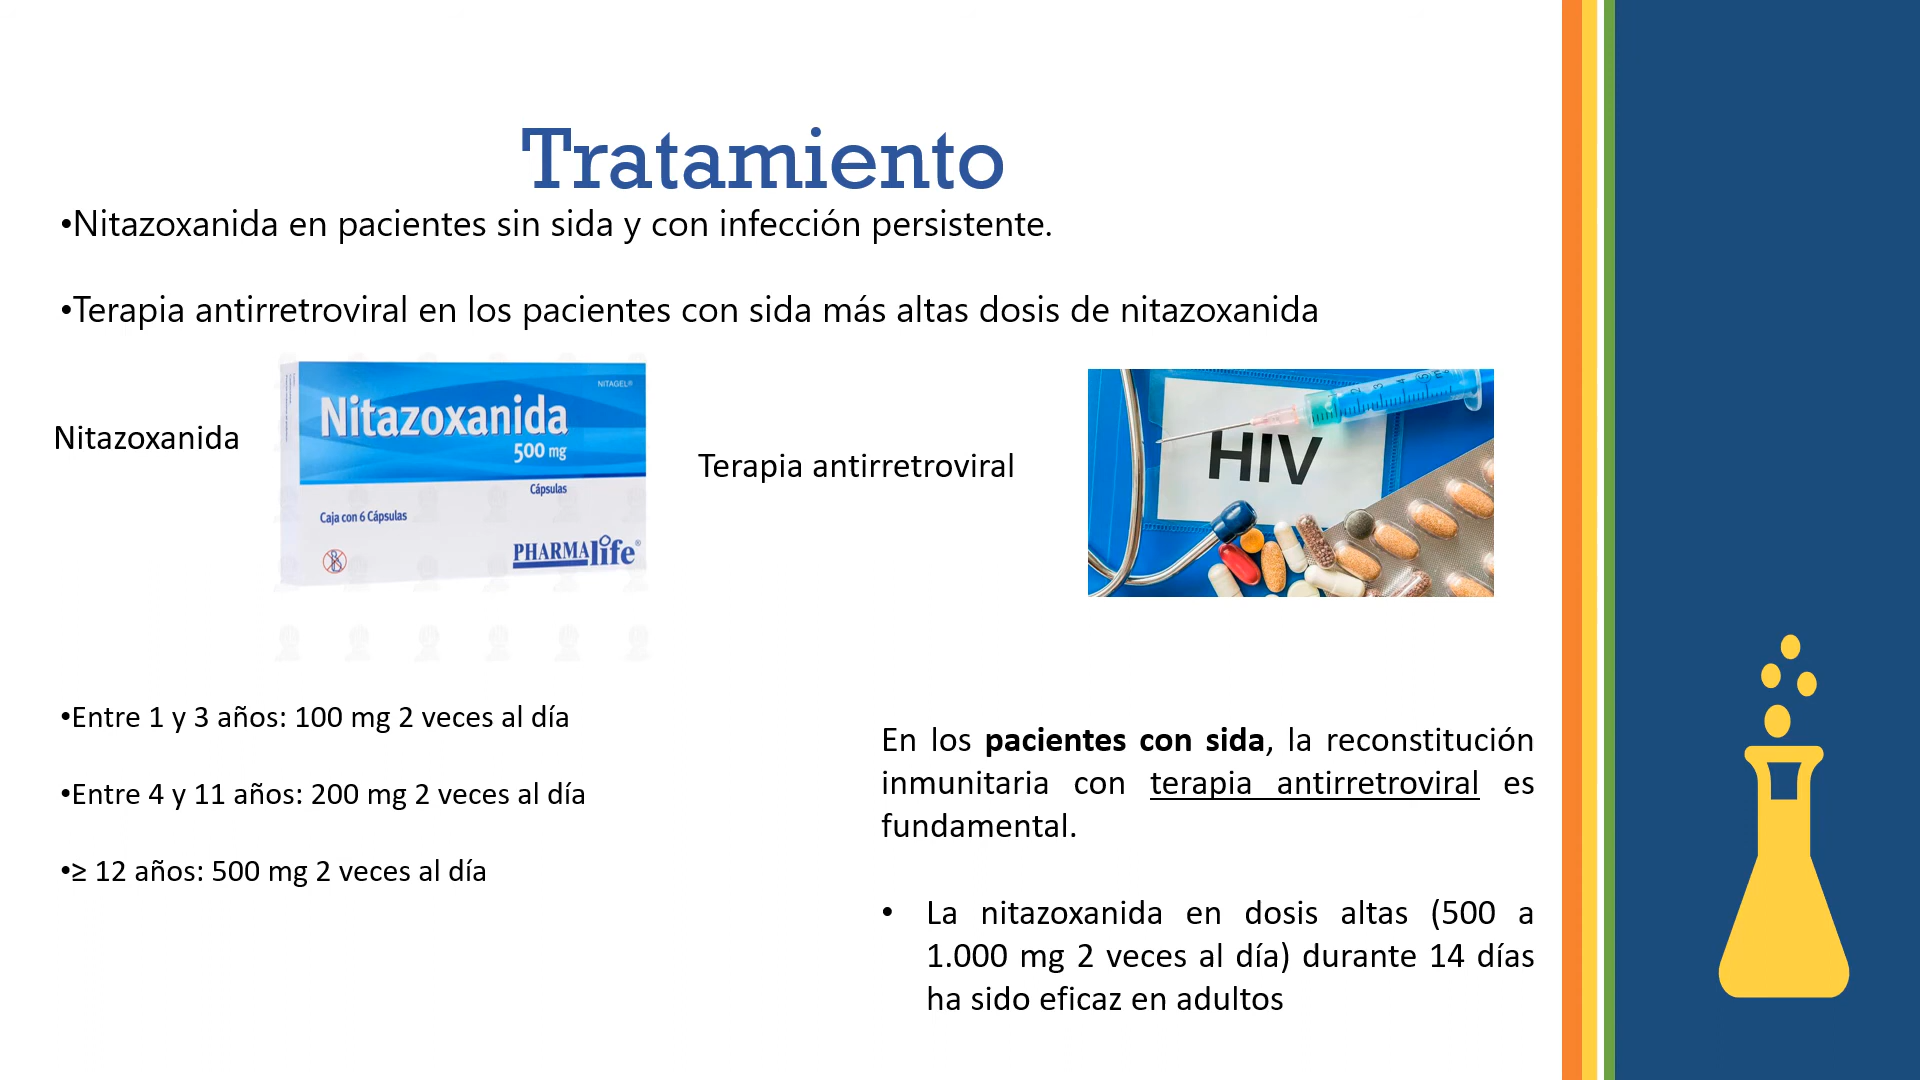 Tratamiento
•Nitazoxanida en pacientes sin sida y con infección persistente.
•Terapia antirretroviral en los pacientes con sida más altas dosis de nitazoxanida
Nitazoxanida
NITAGEL®
Nitazoxanida
500 mg
Cápsulas
Caja con 6 Cápsulas
PHARMAlife®
Terapia antirretroviral
HIV
•Entre 1 y 3 años: 100 mg 2 veces al día
•Entre 4 y 11 años: 200 mg 2 veces al día
•≥ 12 años: 500 mg 2 veces al día
En los pacientes con sida, la reconstitución
inmunitaria con terapia antirretroviral es
fundamental.
• La nitazoxanida en dosis altas (500 a
1.000 mg 2 veces al día) durante 14 días
ha sido eficaz en adultos